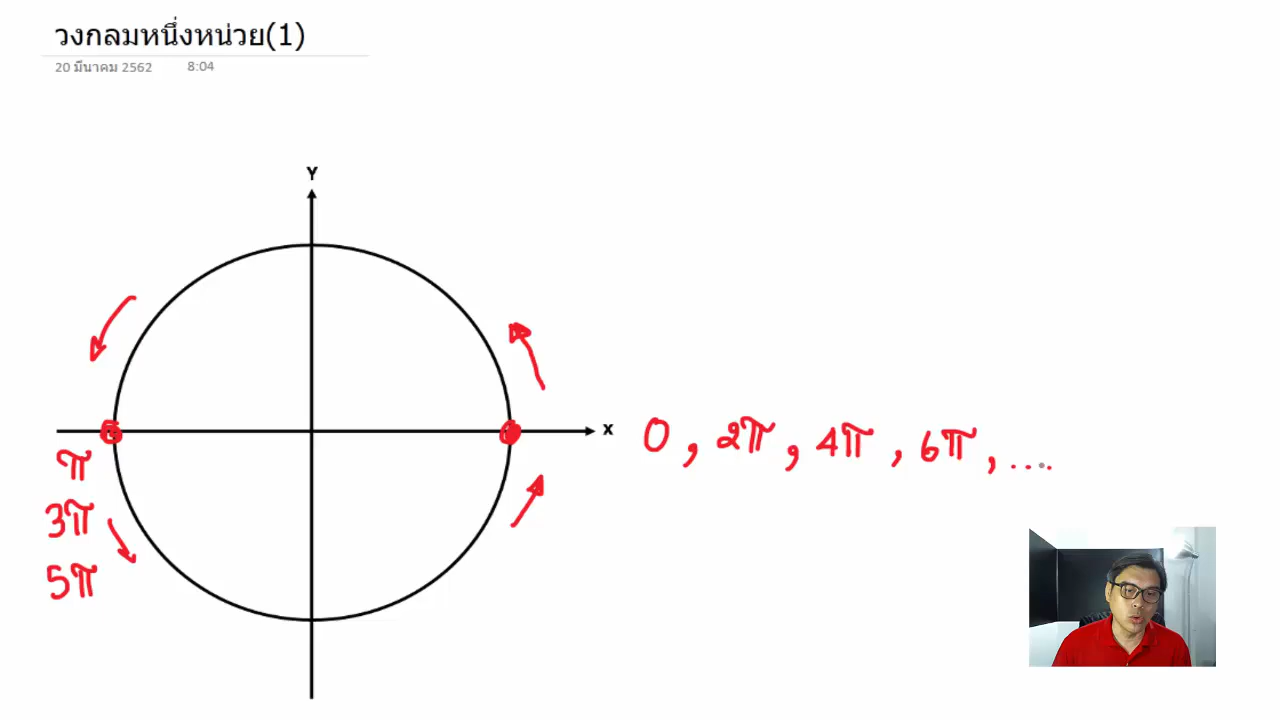 วงกลมหนึ่งหน่วย(1)
20 มีนาคม 2562 8:04
Y
X
0 , 2π , 4π , 6π , ....
π
3π
5π